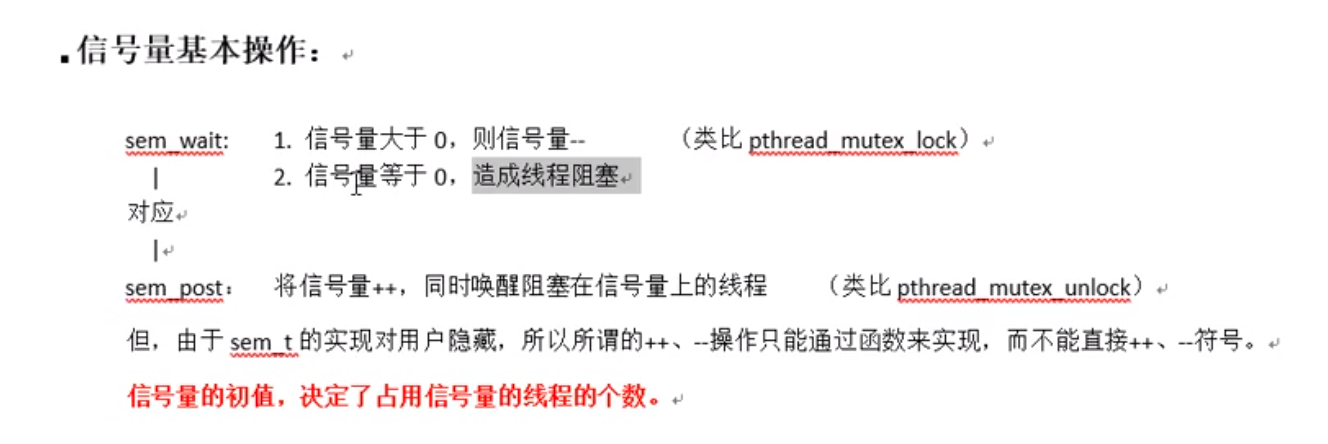 信号量基本操作：
sem_wait: 1. 信号量大于 0，则信号量-- （类比 pthread_mutex_lock）
| 2. 信号量等于 0，造成线程阻塞
对应
|
sem_post： 将信号量++，同时唤醒阻塞在信号量上的线程 （类比 pthread_mutex_unlock）
但，由于 sem_t 的实现对用户隐藏，所以所谓的++、--操作只能通过函数来实现，而不能直接++、--符号。
信号量的初值，决定了占用信号量的线程的个数。